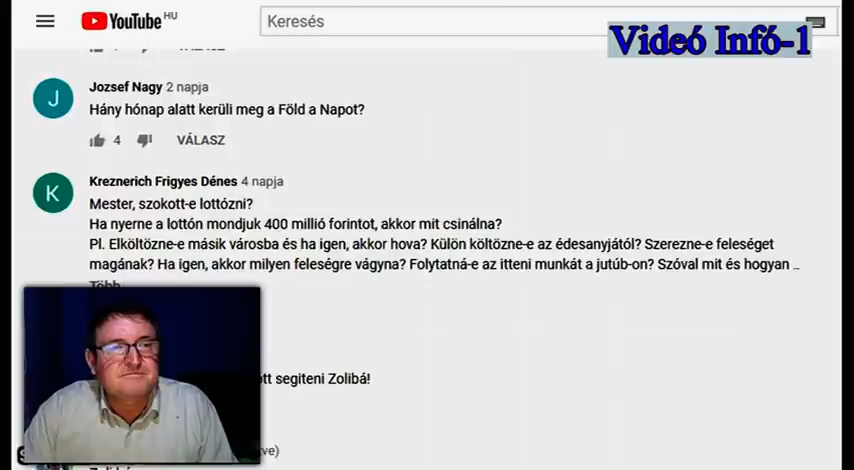 YouTube HU
Keresés
Videó Infó-1
Jozsef Nagy 2 napja
Hány hónap alatt kerüli meg a Föld a Napot?
4 VÁLASZ
Kreznerich Frigyes Dénes 4 napja
Mester, szokott-e lottózni?
Ha nyerne a lottón mondjuk 400 millió forintot, akkor mit csinálna?
Pl. Elköltözne-e másik városba és ha igen, akkor hova? Külön költözne-e az édesanyjától? Szerezne-e feleséget
magának? Ha igen, akkor milyen feleségre vágyna? Folytatná-e az itteni munkát a jutúb-on? Szóval mit és hogyan ...
segiteni Zolibá!